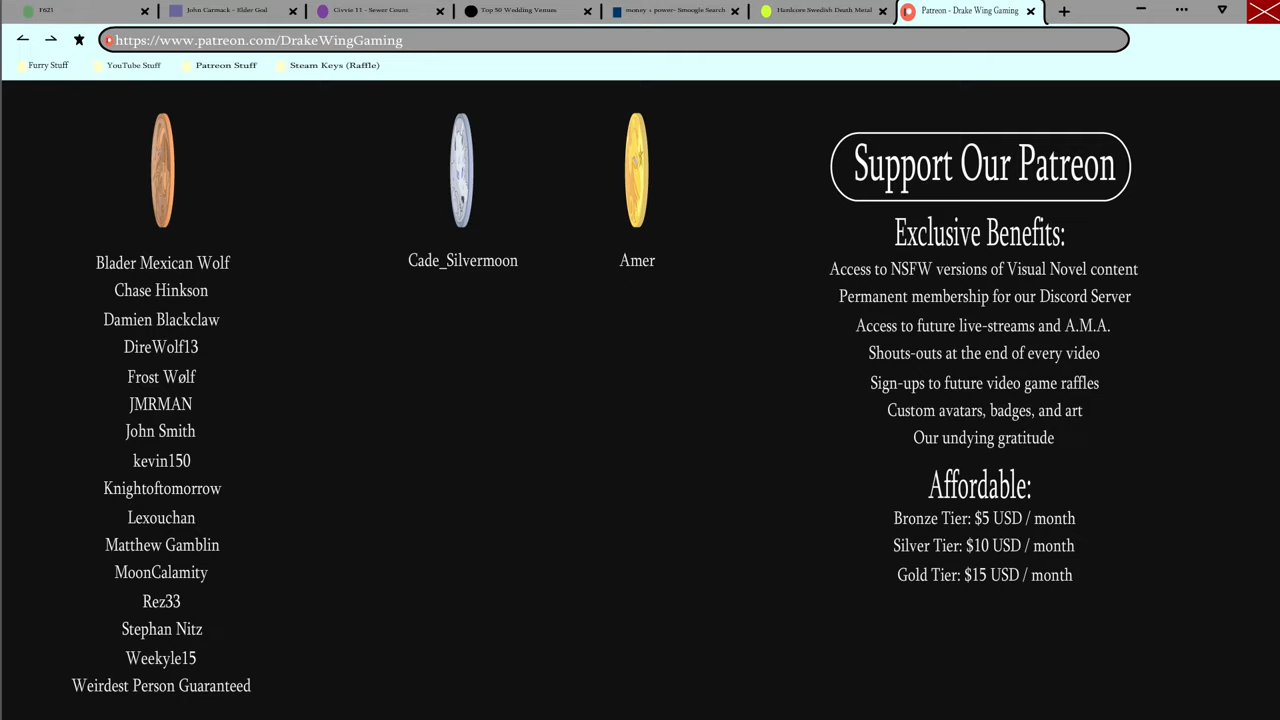 F621
John Carmack - Elder God
Civvie 11 - Sewer Count
Top 50 Wedding Venues
money + power- Smoogle Search
Hardcore Swedish Death Metal
Patreon - Drake Wing Gaming
https://www.patreon.com/DrakeWingGaming
Furry Stuff
YouTube Stuff
Patreon Stuff
Steam Keys (Raffle)
Blader Mexican Wolf
Chase Hinkson
Damien Blackclaw
DireWolf13
Frost Wølf
JMRMAN
John Smith
kevin150
Knightoftomorrow
Lexouchan
Matthew Gamblin
MoonCalamity
Rez33
Stephan Nitz
Weekyle15
Weirdest Person Guaranteed
Cade_Silvermoon
Amer
Support Our Patreon
Exclusive Benefits:
Access to NSFW versions of Visual Novel content
Permanent membership for our Discord Server
Access to future live-streams and A.M.A.
Shouts-outs at the end of every video
Sign-ups to future video game raffles
Custom avatars, badges, and art
Our undying gratitude
Affordable:
Bronze Tier: $5 USD / month
Silver Tier: $10 USD / month
Gold Tier: $15 USD / month